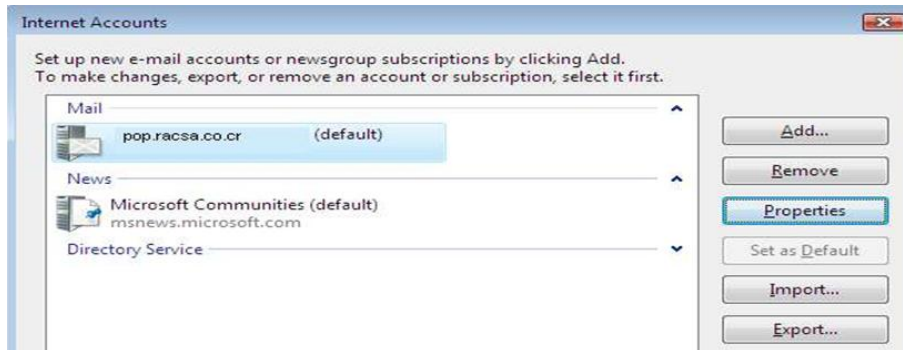 Internet Accounts
Set up new e-mail accounts or newsgroup subscriptions by clicking Add.
To make changes, export, or remove an account or subscription, select it first.
Mail
pop.racsa.co.cr (default)
News
Microsoft Communities (default)
msnews.microsoft.com
Directory Service
Add...
Remove
Properties
Set as Default
Import...
Export...